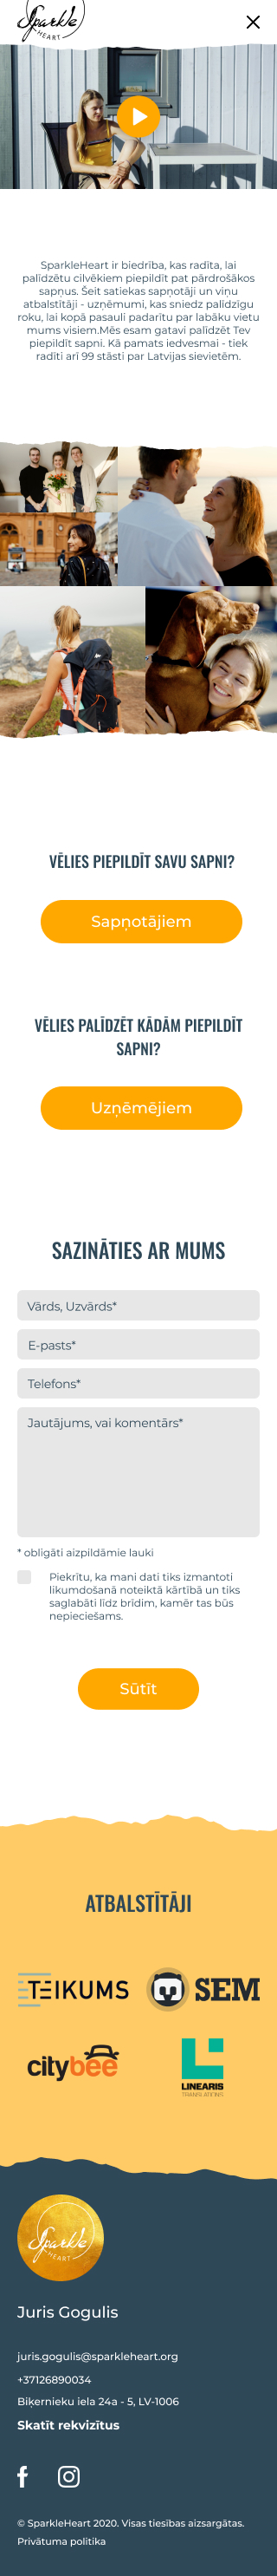 Sparkle
HEART
SparkleHeart ir biedrība, kas radīta, lai
palīdzētu cilvēkiem piepildīt pat pārdrošākos
sapņus. Šeit satiekas sapņotāji un viņu
atbalstītāji - uzņēmumi, kas sniedz palīdzīgu
roku, lai kopā pasauli padarītu par labāku vietu
mums visiem.Mēs esam gatavi palīdzēt Tev
piepildīt sapni. Kā pamats iedvesmai - tiek
radīti arī 99 stāsti par Latvijas sievietēm.
VĒLIES PIEPILDĪT SAVU SAPNI?
Sapņotājiem
VĒLIES PALĪDZĒT KĀDĀM PIEPILDĪT
SAPNI?
Uzņēmējiem
SAZINĀTIES AR MUMS
Vārds, Uzvārds*
E-pasts*
Telefons*
Jautājums, vai komentārs*
* obligāti aizpildāmie lauki
Piekrītu, ka mani dati tiks izmantoti
likumdošanā noteiktā kārtībā un tiks
saglabāti līdz brīdim, kamēr tas būs
nepieciešams.
Sūtīt
ATBALSTĪTĀJI
TEIKUMS
SEM
citybee
LINEARIS
TRANSLATIONS
Sparkle
HEART
Juris Gogulis
juris.gogulis@sparkleheart.org
+37126890034
Biķernieku iela 24a - 5, LV-1006
Skatīt rekvizītus
© SparkleHeart 2020. Visas tiesības aizsargātas.
Privātuma politika